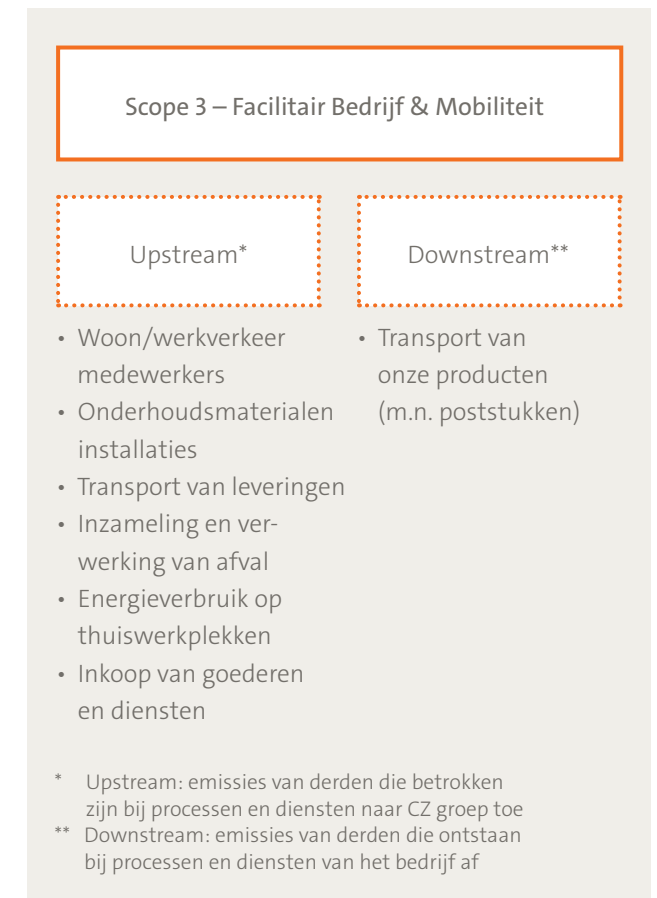 Scope 3 – Facilitair Bedrijf & Mobiliteit
Upstream*
• Woon/werkverkeer
medewerkers
• Onderhoudsmaterialen
installaties
• Transport van leveringen
• Inzameling en ver-
werking van afval
• Energieverbruik op
thuiswerkplekken
• Inkoop van goederen
en diensten
Downstream**
• Transport van
onze producten
(m.n. poststukken)
* Upstream: emissies van derden die betrokken
zijn bij processen en diensten naar CZ groep toe
** Downstream: emissies van derden die ontstaan
bij processen en diensten van het bedrijf af